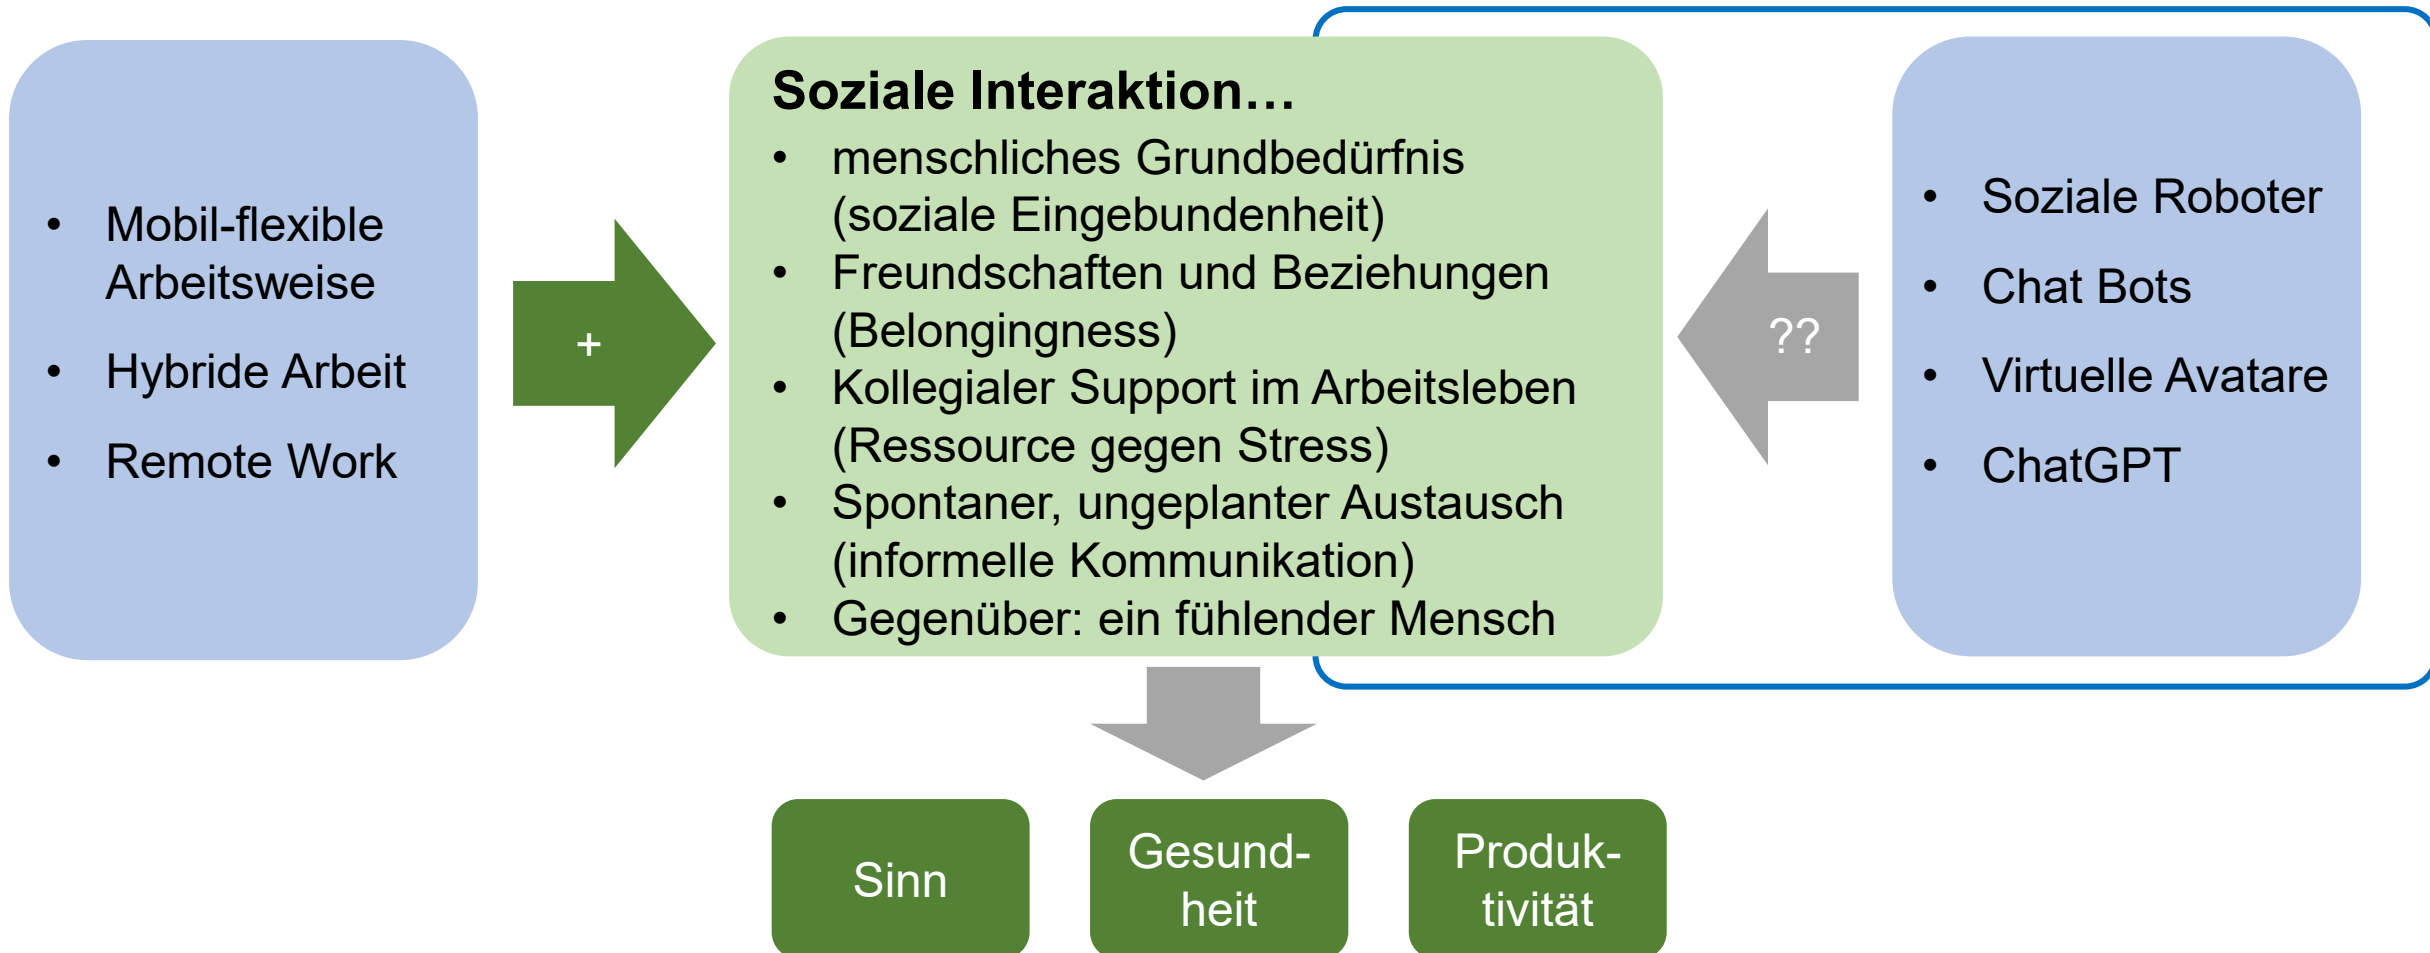 Mobil-flexible
Arbeitsweise
Hybride Arbeit
Remote Work
+
Soziale Interaktion…
menschliches Grundbedürfnis
(soziale Eingebundenheit)
Freundschaften und Beziehungen
(Belongingness)
Kollegialer Support im Arbeitsleben
(Ressource gegen Stress)
Spontaner, ungeplanter Austausch
(informelle Kommunikation)
Gegenüber: ein fühlender Mensch
??
Soziale Roboter
Chat Bots
Virtuelle Avatare
ChatGPT
Sinn
Gesund-
heit
Produk-
tivität